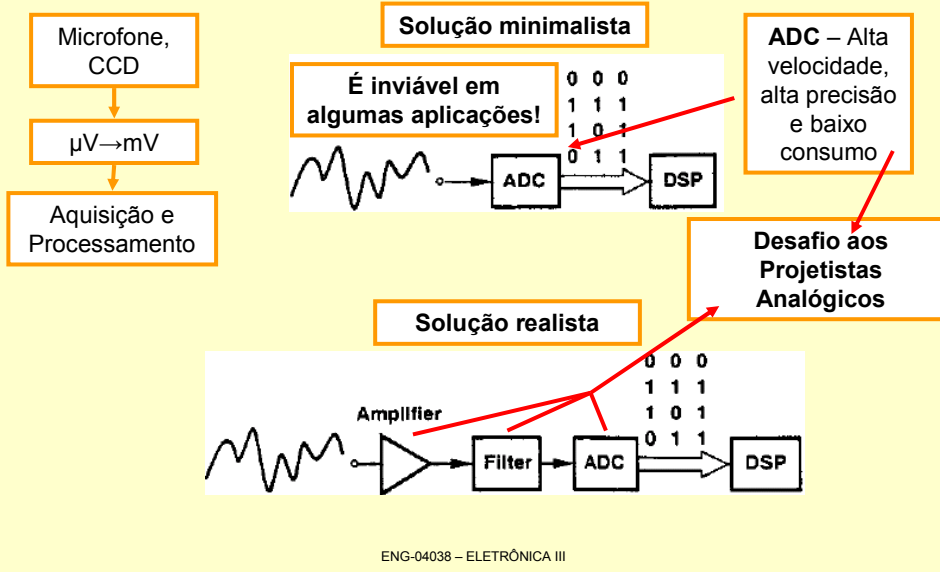 Microfone,
CCD
µV→mV
Aquisição e
Processamento
Solução minimalista
É inviável em
algumas aplicações!
0 0 0
1 1 1
1 0 1
0 1 1
ADC
DSP
ADC – Alta
velocidade,
alta precisão
e baixo
consumo
Desafio aos
Projetistas
Analógicos
Solução realista
0 0 0
1 1 1
1 0 1
0 1 1
Amplifier
Filter
ADC
DSP
ENG-04038 – ELETRÔNICA III